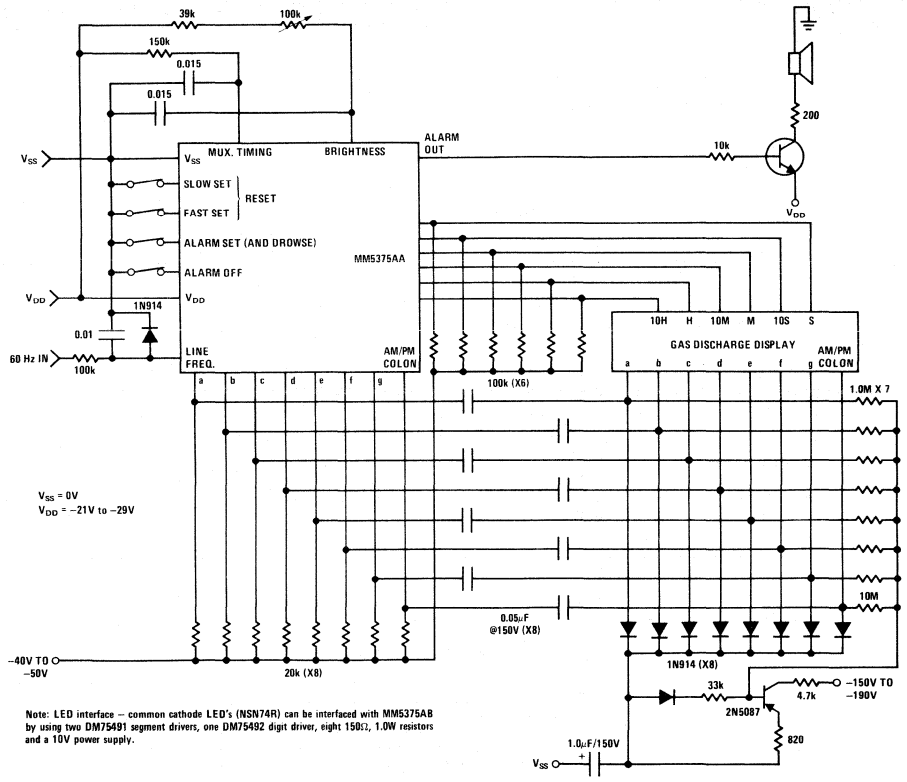 39k
100k
150k
0.015
0.015
MUX. TIMING
BRIGHTNESS
ALARM
OUT
10k
200
VDD
VSS
VSS
SLOW SET
FAST SET
RESET
ALARM SET (AND DROWSE)
MM5375AA
ALARM OFF
VDD
VDD
1N914
0.01
60 Hz IN
100k
LINE
FREQ.
AM/PM
COLON
a b c d e f g
100k (X6)
10H H 10M M 10S S
GAS DISCHARGE DISPLAY
AM/PM
COLON
a b c d e f g
1.0M X 7
VSS = 0V
VDD = −21V to −29V
10M
0.05μF
@150V (X8)
−40V TO
−50V
20k (X8)
1N914 (X8)
33k
2N5087
4.7k
−150V TO
−190V
820
1.0μF/150V
+
VSS
Note: LED interface – common cathode LED's (NSN74R) can be interfaced with MM5375AB
by using two DM75491 segment drivers, one DM75492 digit driver, eight 150Ω, 1.0W resistors
and a 10V power supply.